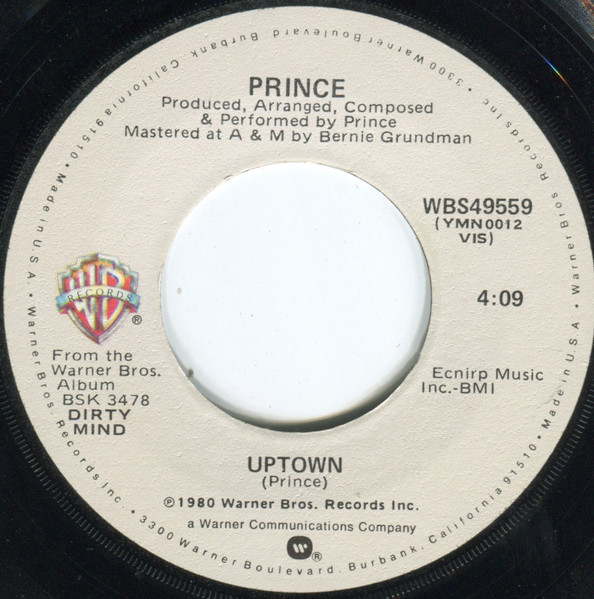 PRINCE
Produced, Arranged, Composed
& Performed by Prince
Mastered at A & M by Bernie Grundman
WBS49559
(YMN0012
VIS)
4:09
WB
RECORDS
®
From the
Warner Bros.
Album
BSK 3478
DIRTY
MIND
Ecnirp Music
Inc.-BMI
UPTOWN
(Prince)
℗1980 Warner Bros. Records Inc.
a Warner Communications Company
W®
Warner Bros. Records Inc. • 3300 Warner Boulevard, Burbank, California 91510 • Made in U.S.A. • Warner Bros. Records Inc. • 3300 Warner Boulevard, Burbank, California 91510 • Made in U.S.A. •